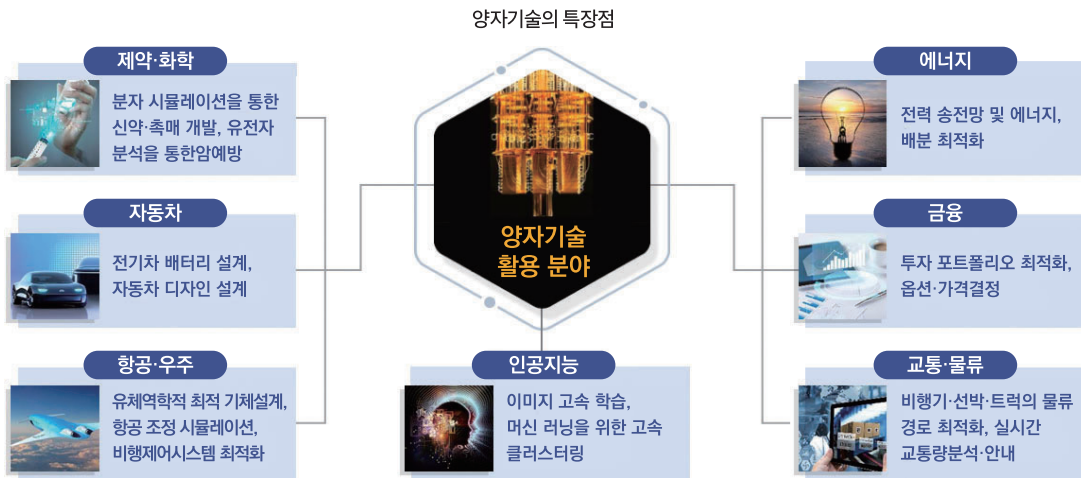 양자기술의 특장점
제약·화학
분자 시뮬레이션을 통한
신약·촉매 개발, 유전자
분석을 통한암예방
자동차
전기차 배터리 설계,
자동차 디자인 설계
항공·우주
유체역학적 최적 기체설계,
항공 조정 시뮬레이션,
비행제어시스템 최적화
양자기술
활용 분야
인공지능
이미지 고속 학습,
머신 러닝을 위한 고속
클러스터링
에너지
전력 송전망 및 에너지,
배분 최적화
금융
투자 포트폴리오 최적화,
옵션·가격결정
교통·물류
비행기·선박·트럭의 물류
경로 최적화, 실시간
교통량분석·안내